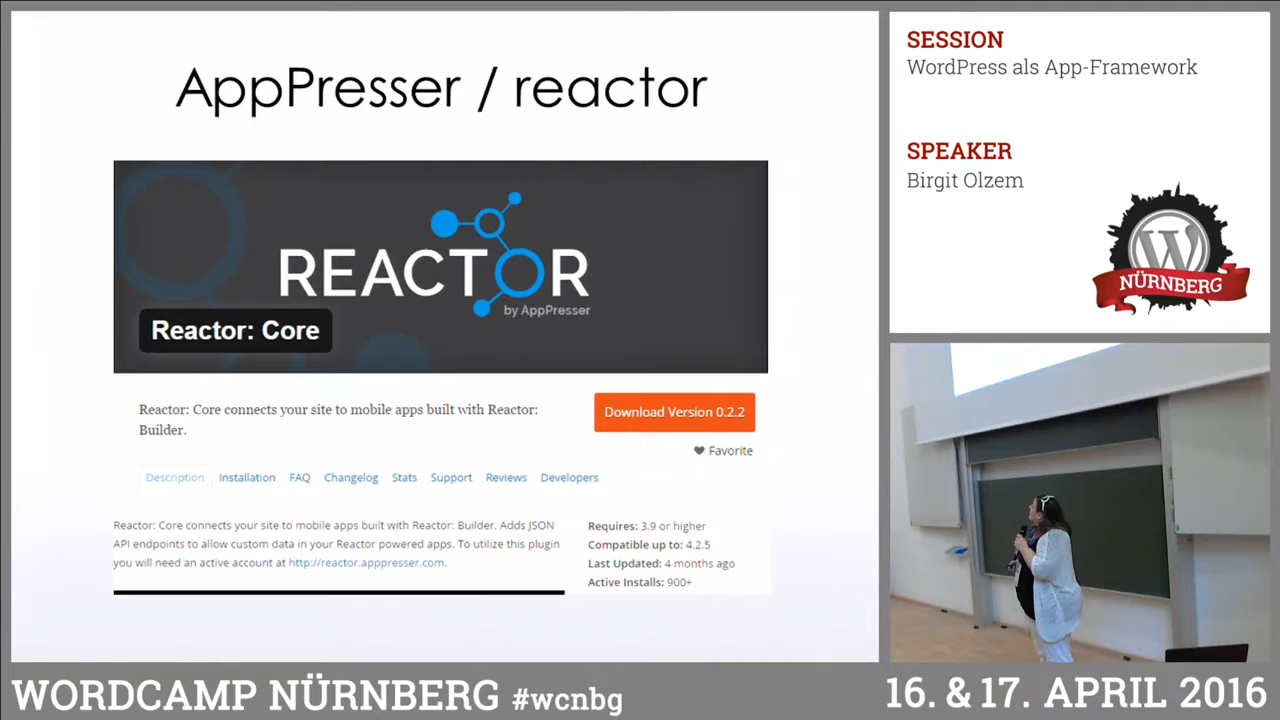 AppPresser / reactor
REACTOR
by AppPresser
Reactor: Core
Reactor: Core connects your site to mobile apps built with Reactor:
Builder.
Download Version 0.2.2
Favorite
Description Installation FAQ Changelog Stats Support Reviews Developers
Reactor: Core connects your site to mobile apps built with Reactor: Builder. Adds JSON
API endpoints to allow custom data in your Reactor powered apps. To utilize this plugin
you will need an active account at http://reactor.apppresser.com.
Requires: 3.9 or higher
Compatible up to: 4.2.5
Last Updated: 4 months ago
Active Installs: 900+
SESSION
WordPress als App-Framework
SPEAKER
Birgit Olzem
W
NÜRNBERG
WORDCAMP NÜRNBERG #wcnbg
16. & 17. APRIL 2016